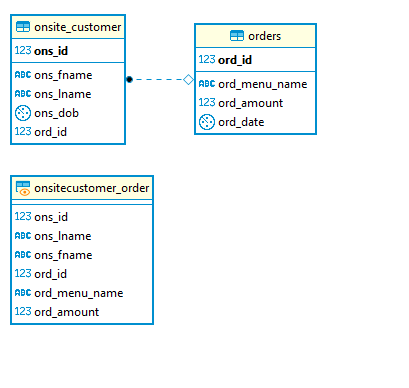 onsite_customer
123 ons_id
ABC ons_fname
ABC ons_lname
ons_dob
123 ord_id
orders
123 ord_id
ABC ord_menu_name
123 ord_amount
ord_date
onsitecustomer_order
123 ons_id
ABC ons_lname
ABC ons_fname
123 ord_id
ABC ord_menu_name
123 ord_amount